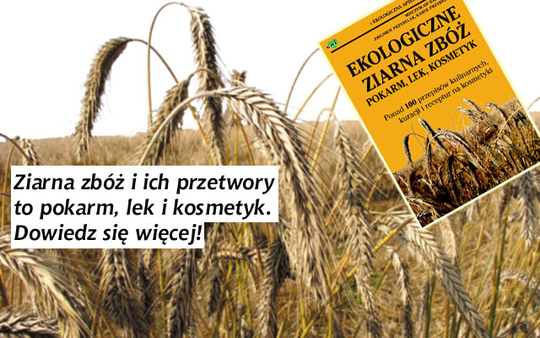 EKOLOGICZNE
ZIARNA ZBÓŻ
POKARM, LEK, KOSMETYK
Ponad 100 przepisów kulinarnych,
kuracji i receptur na kosmetyki
Ziarna zbóż i ich przetwory
to pokarm, lek i kosmetyk.
Dowiedz się więcej!